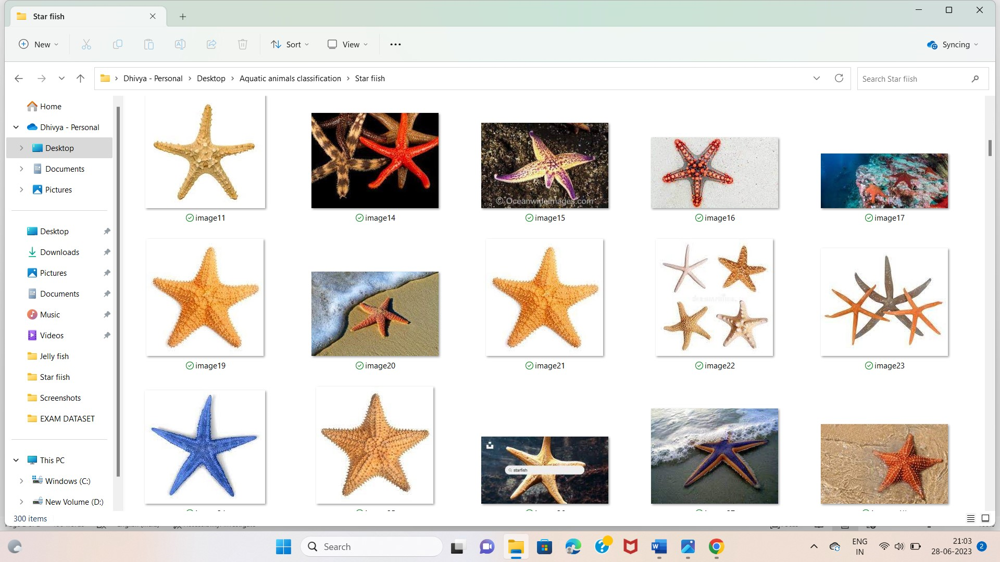 Star fiish
New
Sort
View
Syncing
Dhivya - Personal
Desktop
Aquatic animals classification
Star fiish
Search Star fiish
Home
Dhivya - Personal
Desktop
Documents
Pictures
Desktop
Downloads
Pictures
Documents
Music
Videos
Jelly fish
Star fiish
Screenshots
EXAM DATASET
This PC
Windows (C:)
New Volume (D:)
© OceanwideImages.com
image11
image14
image15
image16
image17
image19
image20
image21
image22
image23
starfish
300 items
Search
ENG
IN
21:03
28-06-2023
2